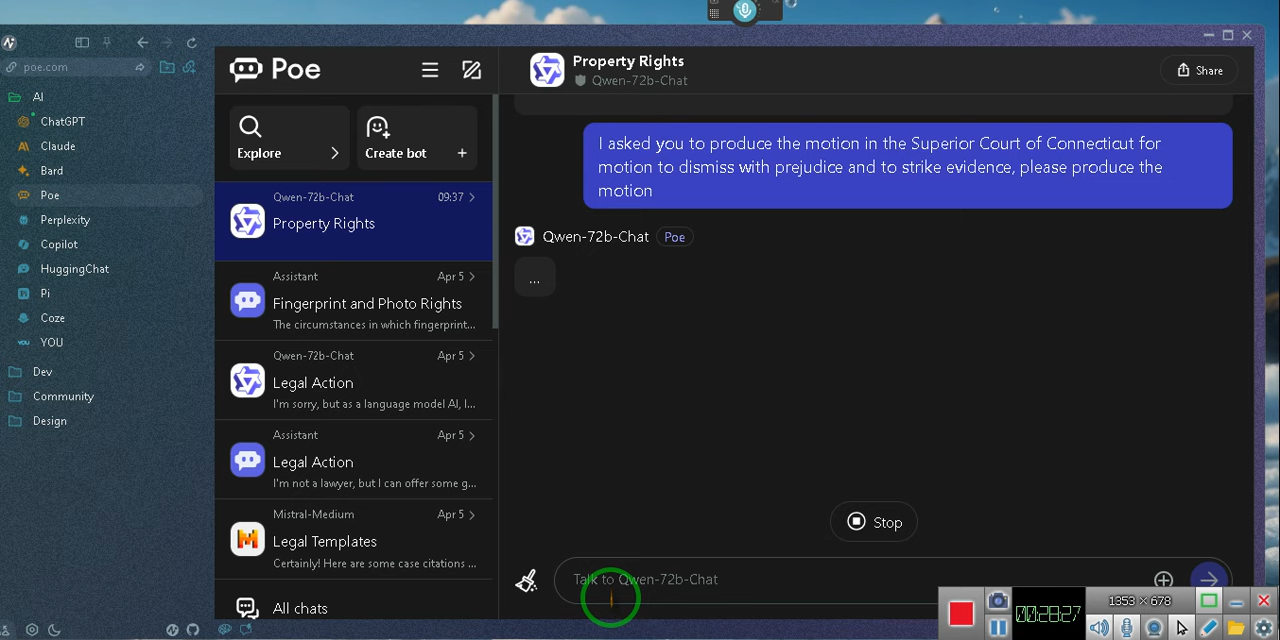 poe.com
AI
ChatGPT
Claude
Bard
Poe
Perplexity
Copilot
HuggingChat
Pi
Coze
YOU
Dev
Community
Design
Poe
Explore
Create bot
Qwen-72b-Chat 09:37
Property Rights
Assistant Apr 5
Fingerprint and Photo Rights
The circumstances in which fingerprint...
Qwen-72b-Chat Apr 5
Legal Action
I'm sorry, but as a language model AI, I...
Assistant Apr 5
Legal Action
I'm not a lawyer, but I can offer some g...
Mistral-Medium Apr 5
Legal Templates
Certainly! Here are some case citations ...
All chats
Property Rights
Qwen-72b-Chat
Share
I asked you to produce the motion in the Superior Court of Connecticut for
motion to dismiss with prejudice and to strike evidence, please produce the
motion
Qwen-72b-Chat Poe
...
Stop
Talk to Qwen-72b-Chat
00:28:27
1353 × 678